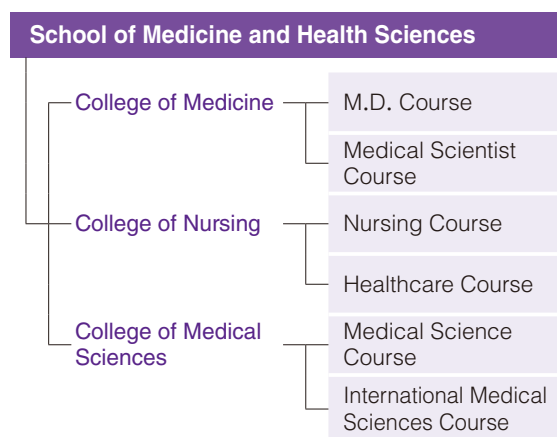 School of Medicine and Health Sciences
College of Medicine
M.D. Course
Medical Scientist
Course
College of Nursing
Nursing Course
Healthcare Course
College of Medical
Sciences
Medical Science
Course
International Medical
Sciences Course